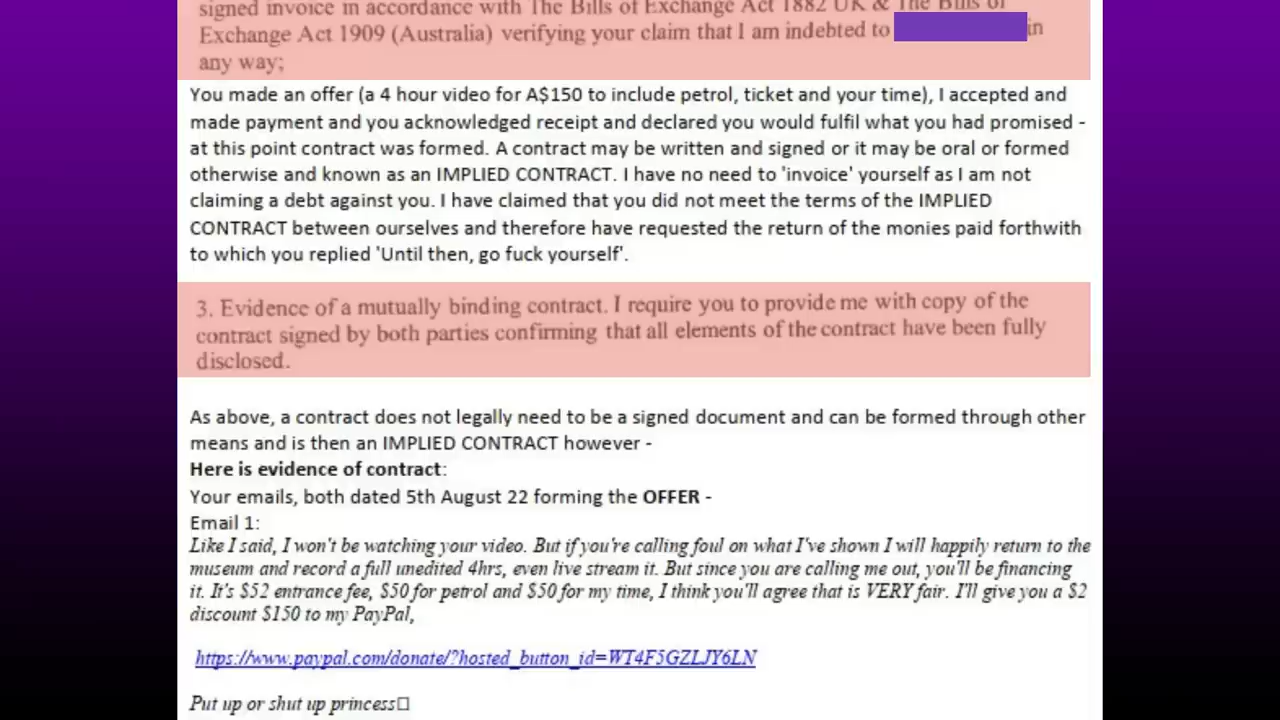 signed invoice in accordance with The Bills of Exchange Act 1882 UK & The Bills of
Exchange Act 1909 (Australia) verifying your claim that I am indebted to in
any way;
You made an offer (a 4 hour video for A$150 to include petrol, ticket and your time), I accepted and
made payment and you acknowledged receipt and declared you would fulfil what you had promised -
at this point contract was formed. A contract may be written and signed or it may be oral or formed
otherwise and known as an IMPLIED CONTRACT. I have no need to 'invoice' yourself as I am not
claiming a debt against you. I have claimed that you did not meet the terms of the IMPLIED
CONTRACT between ourselves and therefore have requested the return of the monies paid forthwith
to which you replied 'Until then, go fuck yourself'.
3. Evidence of a mutually binding contract. I require you to provide me with copy of the
contract signed by both parties confirming that all elements of the contract have been fully
disclosed.
As above, a contract does not legally need to be a signed document and can be formed through other
means and is then an IMPLIED CONTRACT however -
Here is evidence of contract:
Your emails, both dated 5th August 22 forming the OFFER -
Email 1:
Like I said, I won't be watching your video. But if you're calling foul on what I've shown I will happily return to the
museum and record a full unedited 4hrs, even live stream it. But since you are calling me out, you'll be financing
it. It's $52 entrance fee, $50 for petrol and $50 for my time, I think you'll agree that is VERY fair. I'll give you a $2
discount $150 to my PayPal,
https://www.paypal.com/donate/?hosted_button_id=WT4F5GZLJY6LN
Put up or shut up princess□